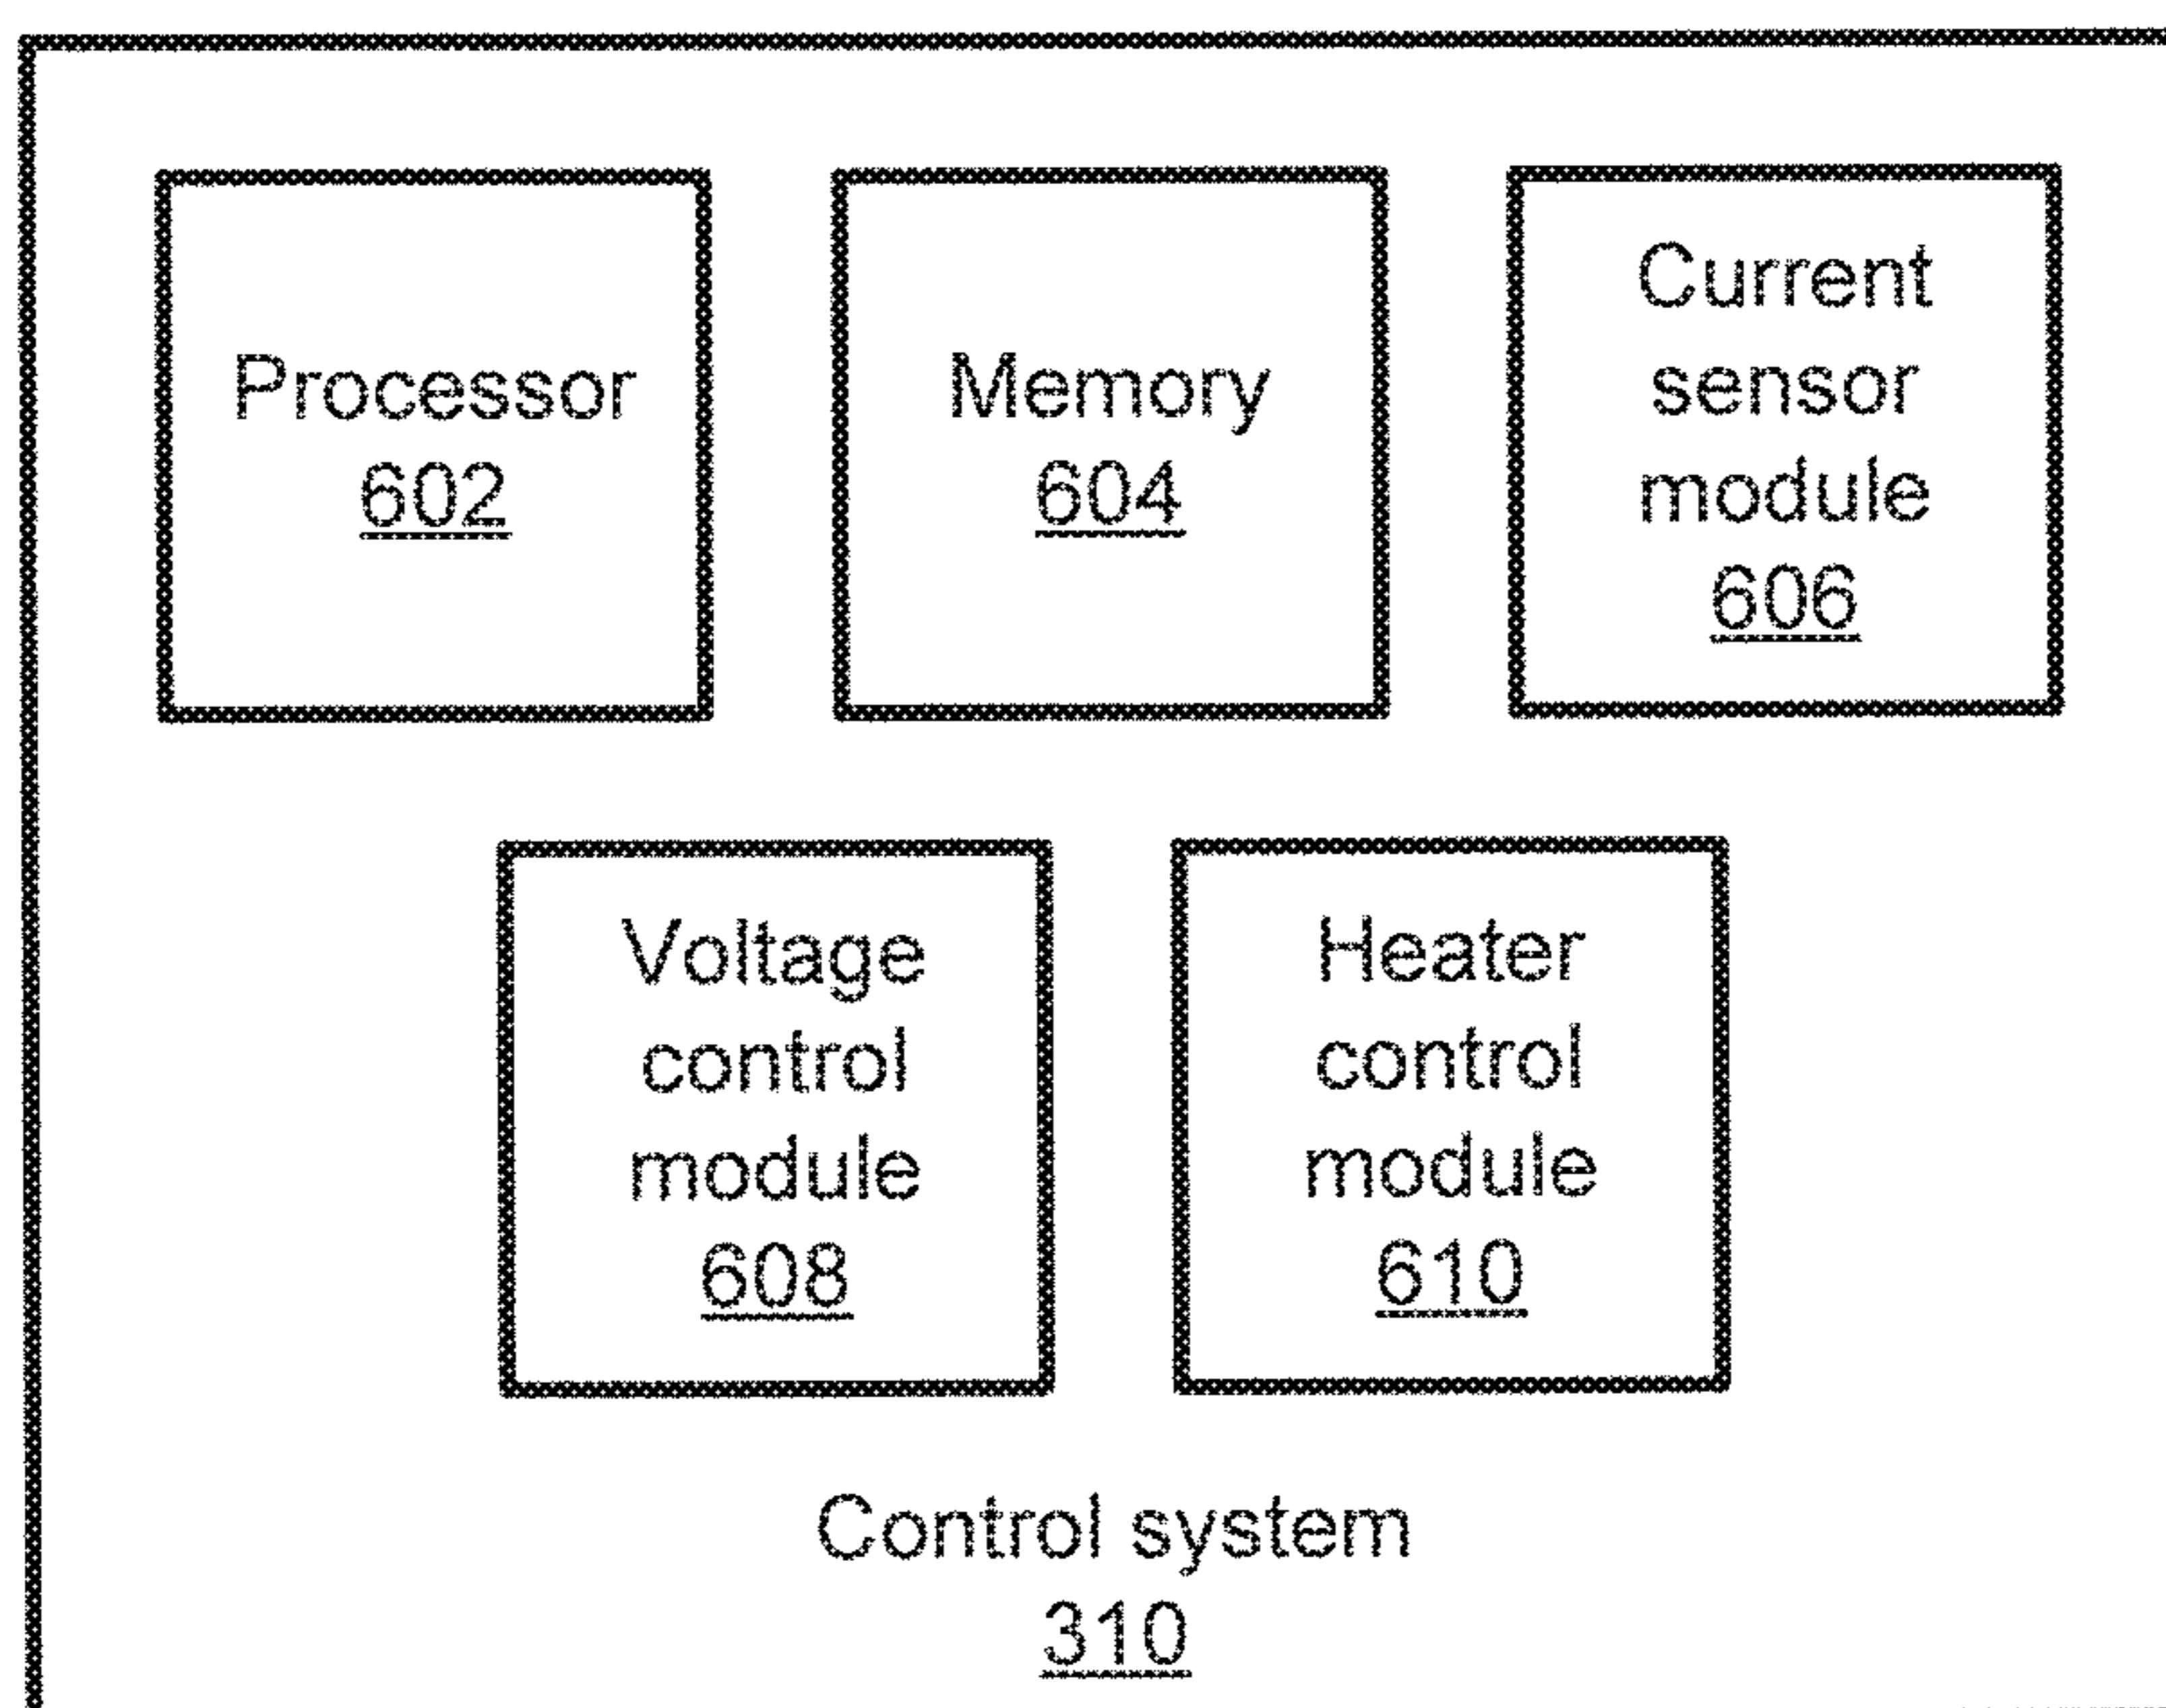 Processor
602
Memory
604
Current
sensor
module
606
Voltage
control
module
608
Heater
control
module
610
Control system
310